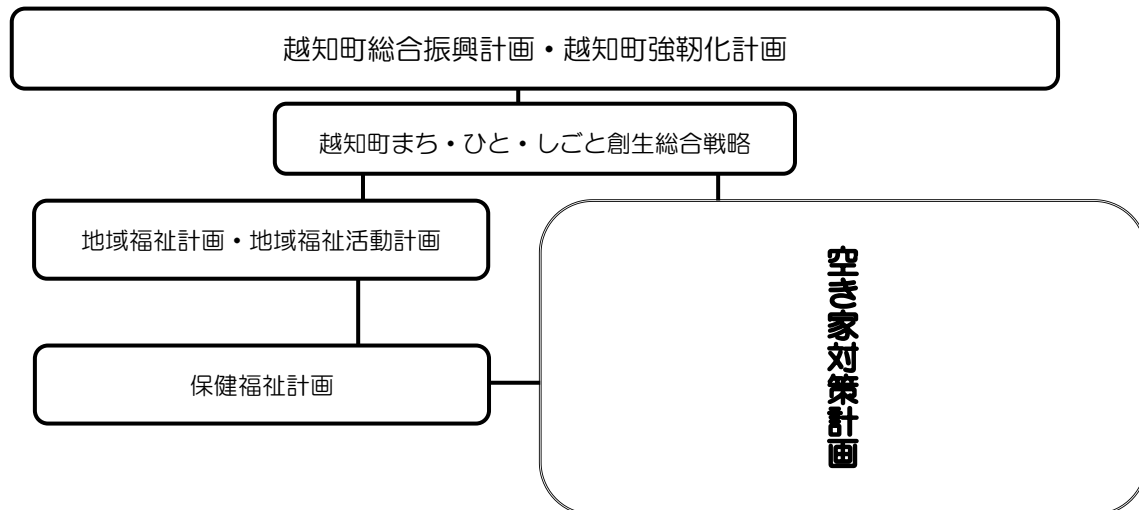 越知町総合振興計画・越知町強靭化計画
越知町まち・ひと・しごと創生総合戦略
地域福祉計画・地域福祉活動計画
保健福祉計画
空き家対策計画